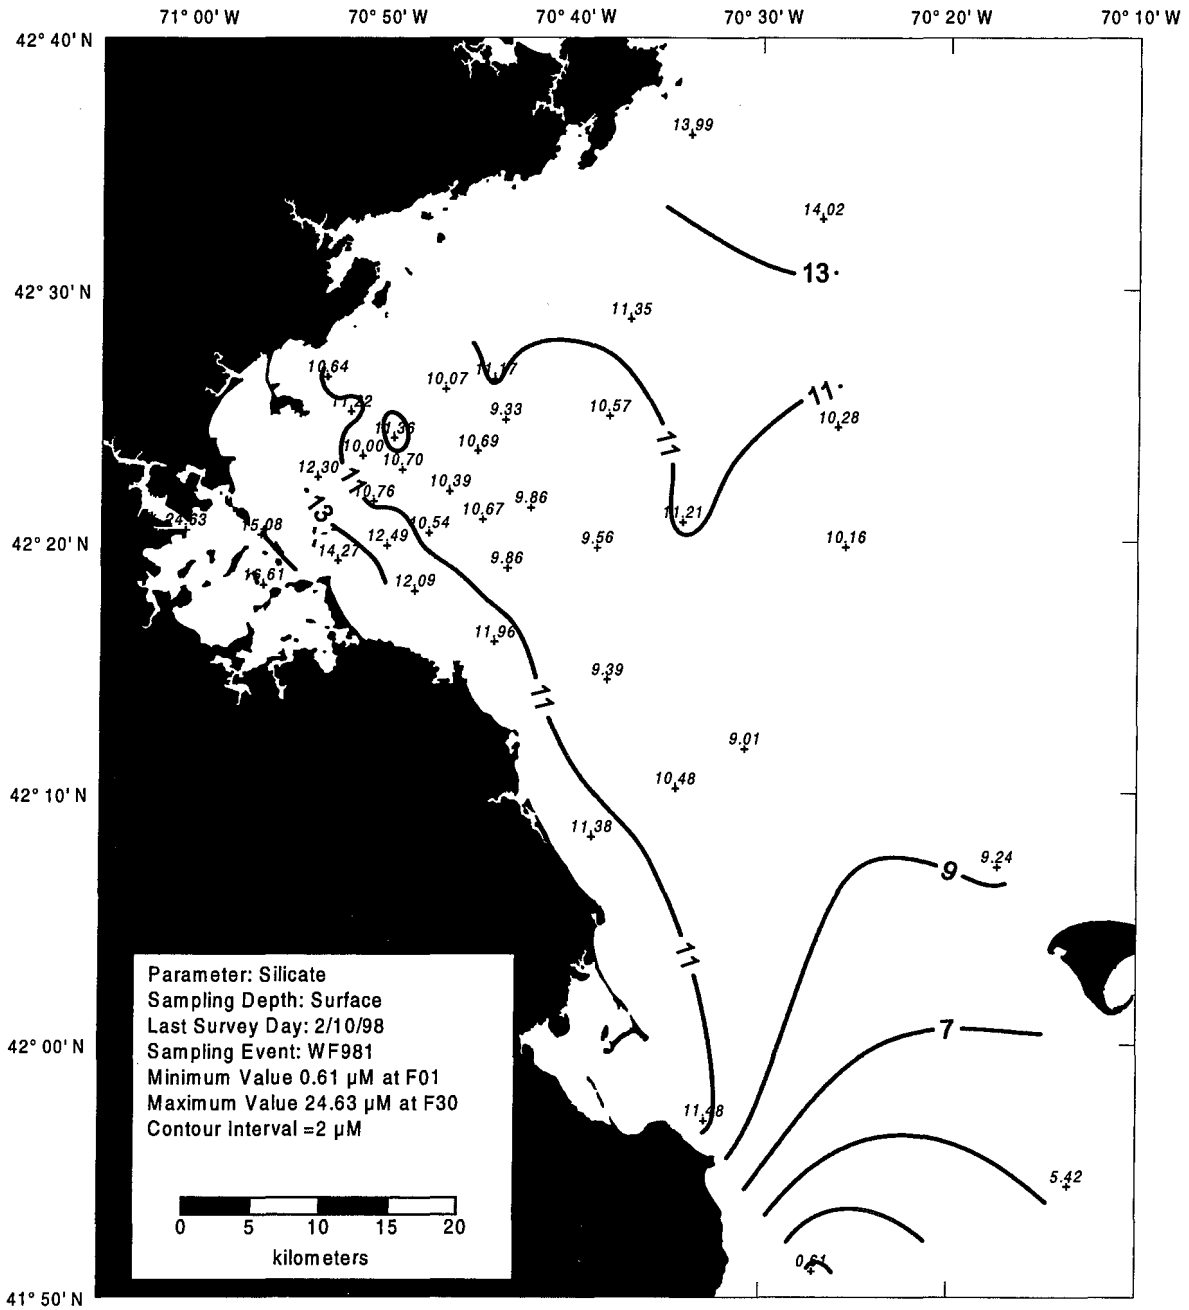 71° 00' W 70° 50' W 70° 40' W 70° 30' W 70° 20' W 70° 10' W
42° 40' N
13.99
14.02
13
42° 30' N
11.35
10.64 10.07 11.17
11.22 9.33 10.57 11 10.28
11.36
10.00 10.69 11
12.30 10.70
11 10.76 10.39 9.86
13 10.67 11.21
24.63 15.08 12.49 10.54 9.56 10.16
42° 20' N
14.27 9.86
16.61 12.09
11.96
9.39
11
9.01
10.48
42° 10' N
11.38
9.24
9
11
Parameter: Silicate
Sampling Depth: Surface
Last Survey Day: 2/10/98
Sampling Event: WF981
Minimum Value 0.61 µM at F01
Maximum Value 24.63 µM at F30
Contour Interval =2 µM
7
42° 00' N
11.48
5.42
0 5 10 15 20
kilometers
0.61
41° 50' N